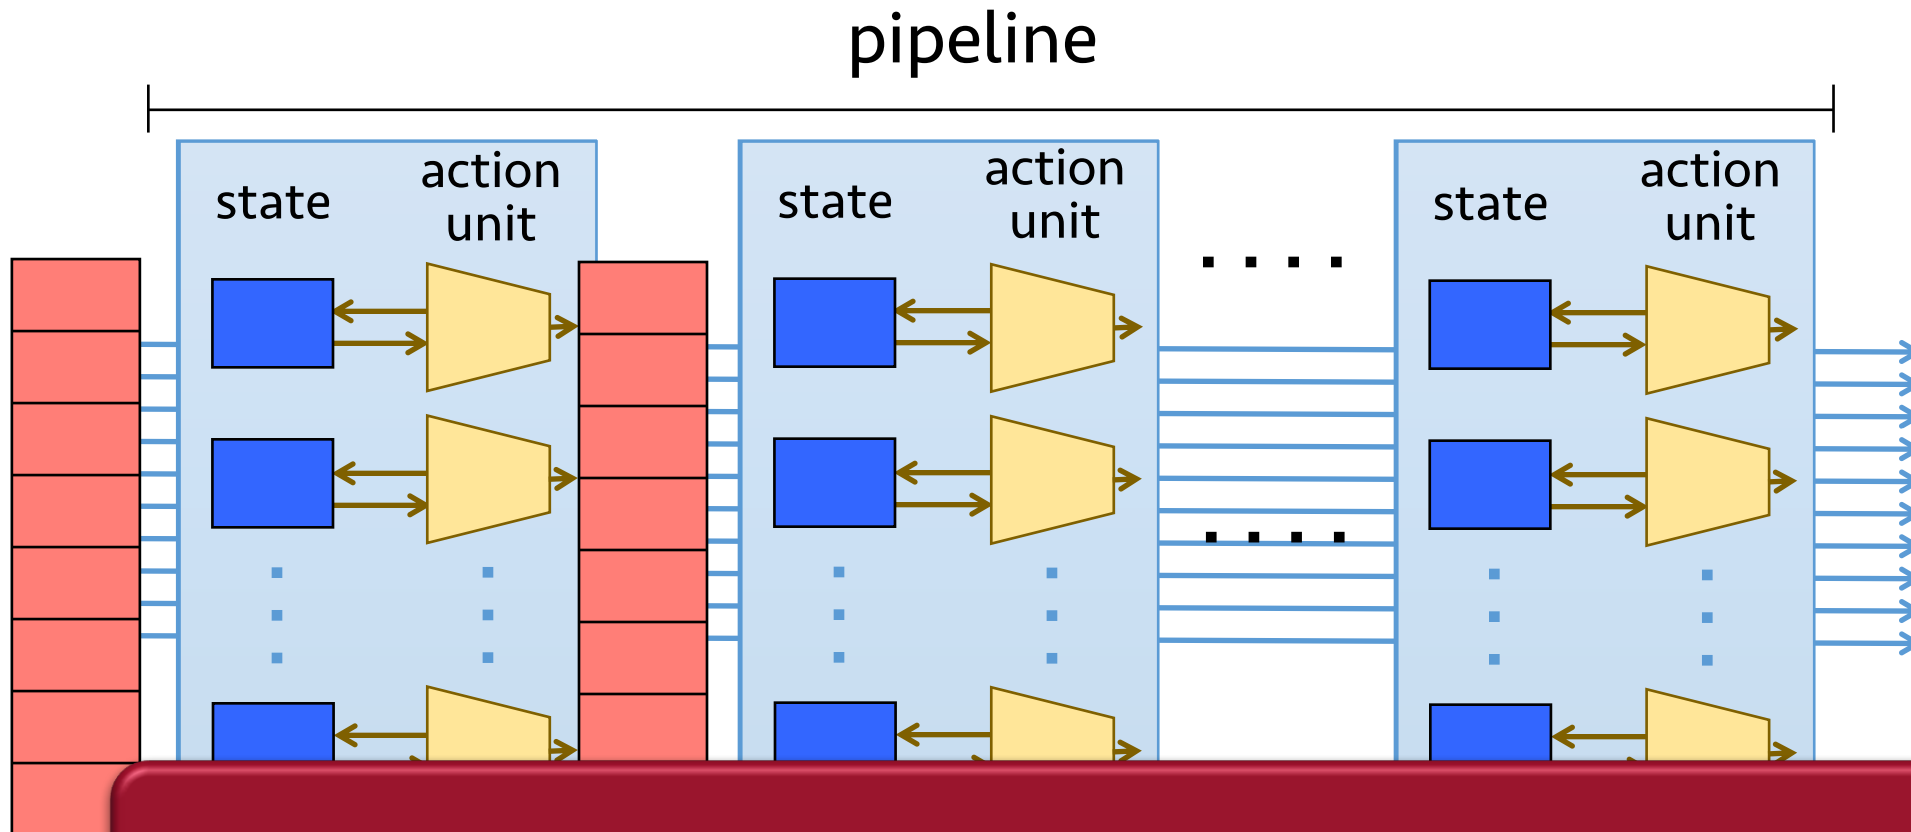 pipeline
state
action
unit
state
action
unit
state
action
unit